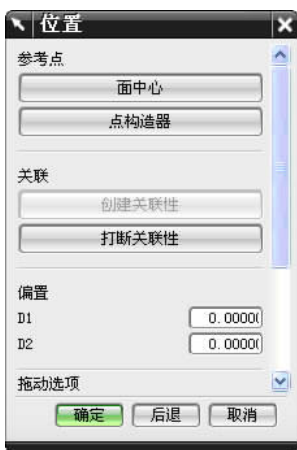 位置
参考点
面中心
点构造器
关联
创建关联性
打断关联性
偏置
D1 0.0000
D2 0.0000
拖动选项
确定 后退 取消